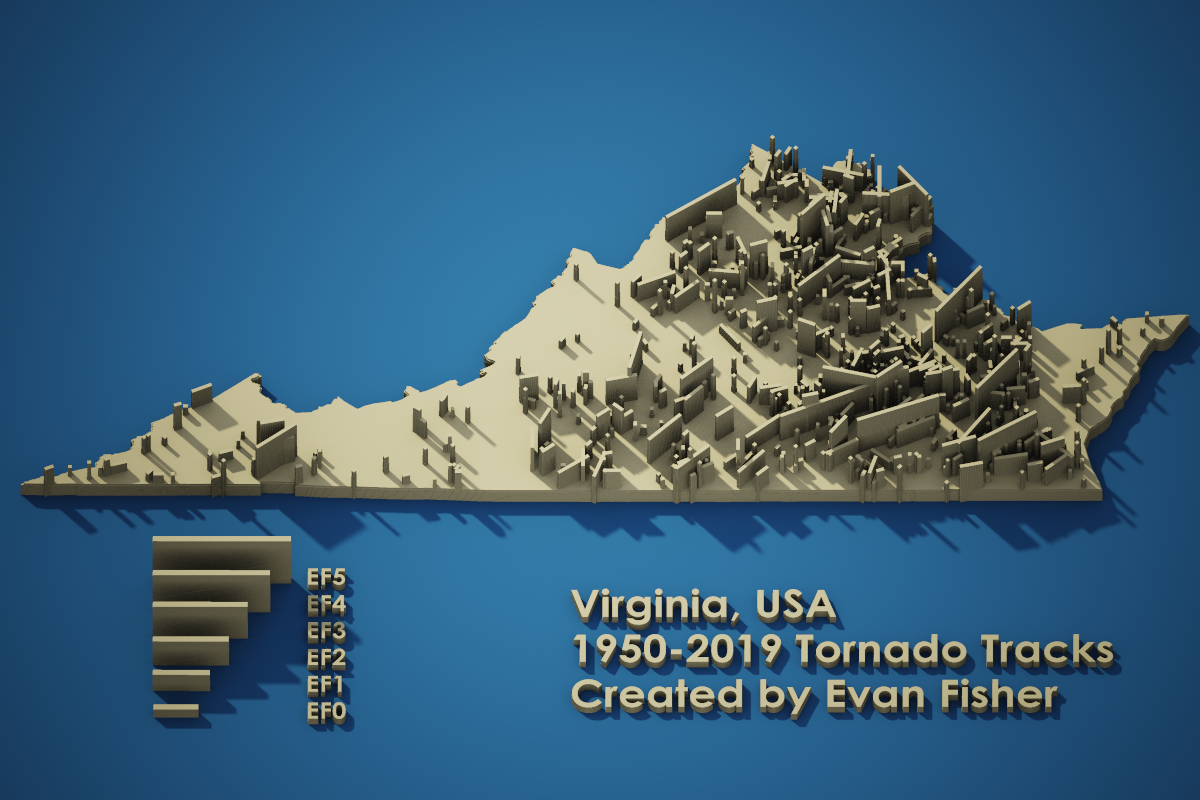 EF5
EF4
EF3
EF2
EF1
EF0
Virginia, USA
1950-2019 Tornado Tracks
Created by Evan Fisher